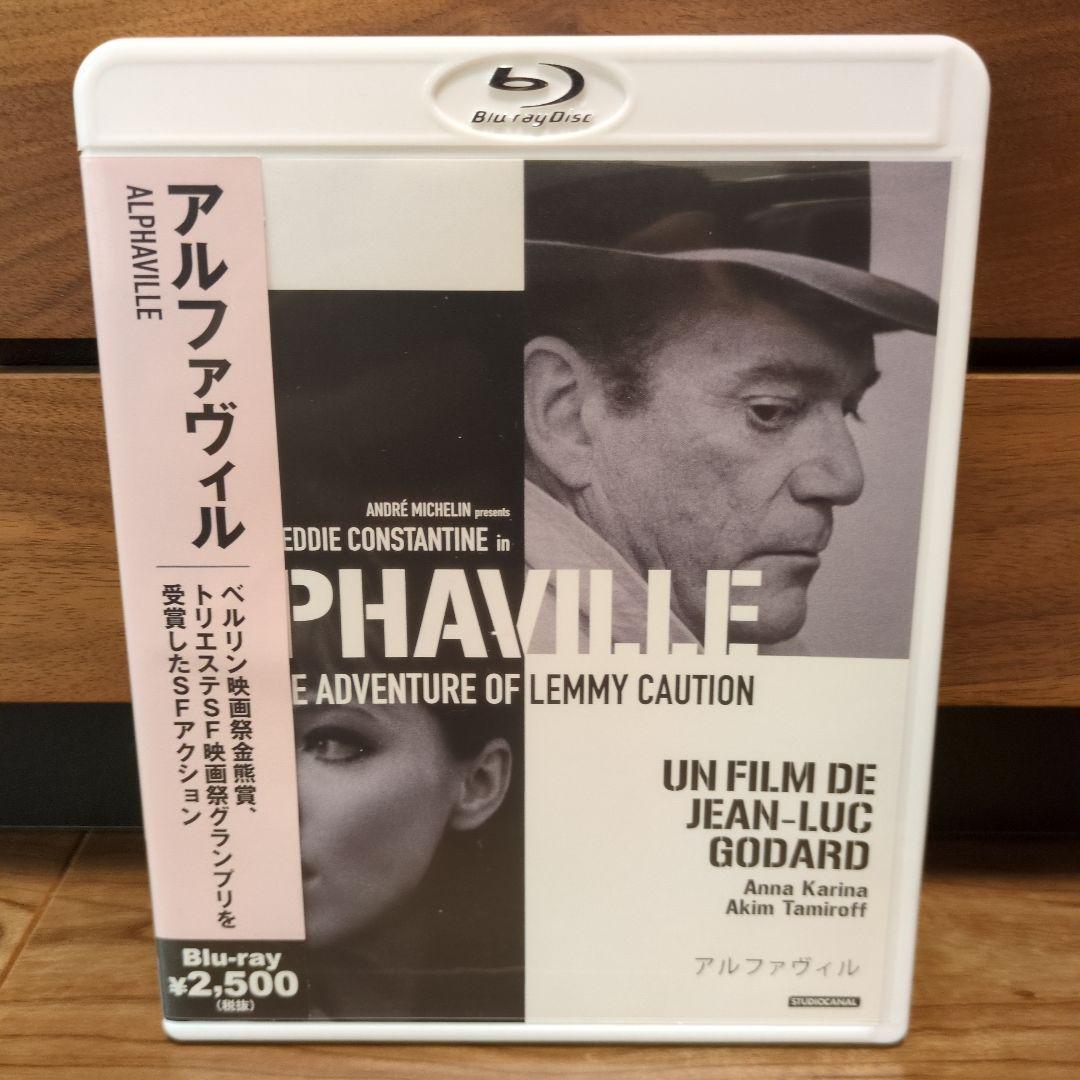 Blu-ray Disc
アルファヴィル
ALPHAVILLE
ベルリン映画祭金熊賞、
トリエステSF映画祭グランプリを
受賞したSFアクション
Blu-ray
¥2,500
(税抜)
ANDRÉ MICHELIN presents
EDDIE CONSTANTINE in
PHAVILLE
E ADVENTURE OF LEMMY CAUTION
UN FILM DE
JEAN-LUC
GODARD
Anna Karina
Akim Tamiroff
アルファヴィル
STUDIOCANAL